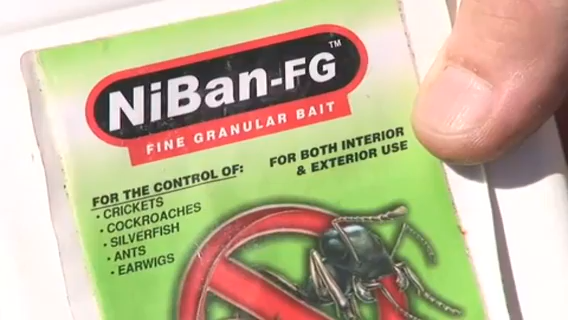 NiBan-FG™
FINE GRANULAR BAIT
FOR THE CONTROL OF:
• CRICKETS
• COCKROACHES
• SILVERFISH
• ANTS
• EARWIGS
FOR BOTH INTERIOR
& EXTERIOR USE